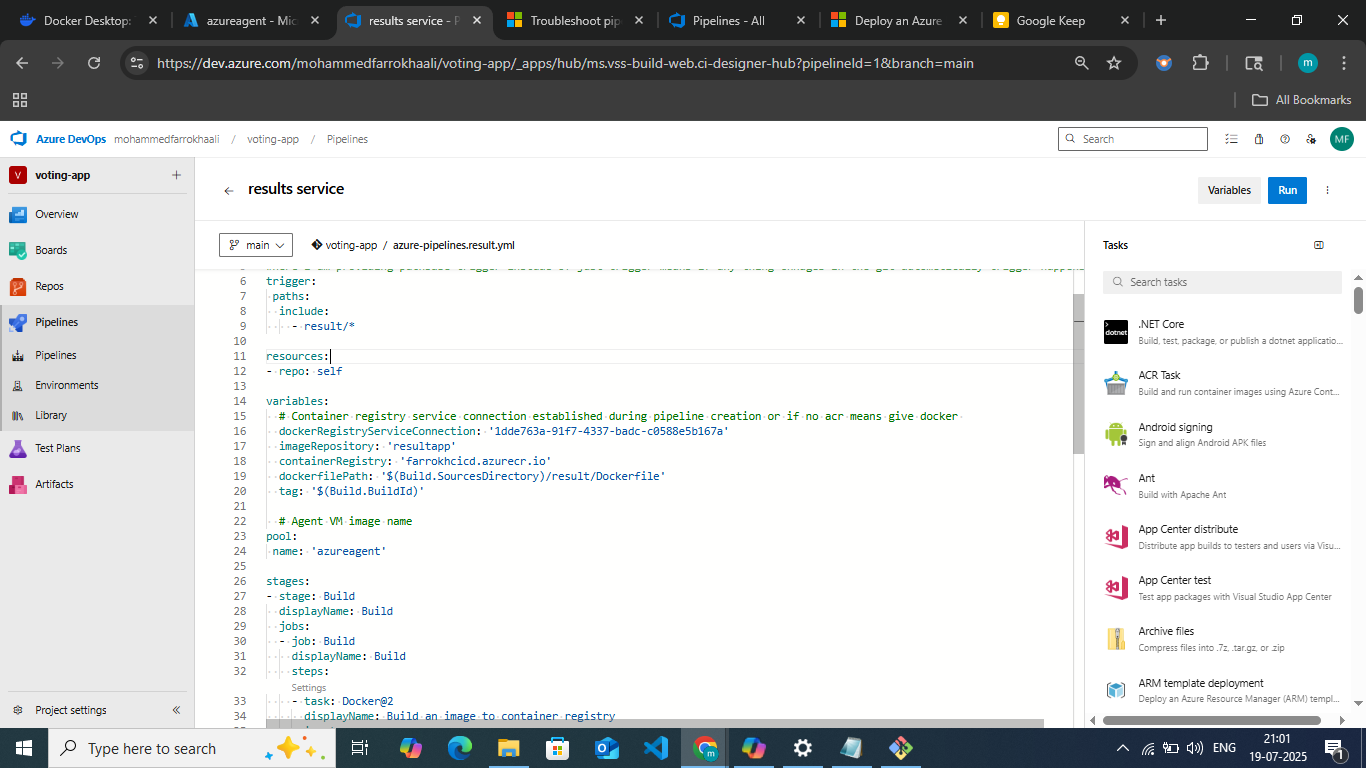 Docker Desktop:
azureagent - Mic
results service - P
Troubleshoot pip
Pipelines - All
Deploy an Azure
Google Keep
https://dev.azure.com/mohammedfarrokhaali/voting-app/_apps/hub/ms.vss-build-web.ci-designer-hub?pipelineId=1&branch=main
m
All Bookmarks
Azure DevOps mohammedfarrokhaali / voting-app / Pipelines
Search
MF
V voting-app +
Overview
Boards
Repos
Pipelines
Pipelines
Environments
Library
Test Plans
Artifacts
Project settings
results service
Variables
Run
main
voting-app / azure-pipelines.result.yml
6 trigger:
7 paths:
8 include:
9 - result/*
10
11 resources:
12 - repo: self
13
14 variables:
15 # Container registry service connection established during pipeline creation or if no acr means give docker
16 dockerRegistryServiceConnection: '1dde763a-91f7-4337-badc-c0588e5b167a'
17 imageRepository: 'resultapp'
18 containerRegistry: 'farrokhcicd.azurecr.io'
19 dockerfilePath: '$(Build.SourcesDirectory)/result/Dockerfile'
20 tag: '$(Build.BuildId)'
21
22 # Agent VM image name
23 pool:
24 name: 'azureagent'
25
26 stages:
27 - stage: Build
28 displayName: Build
29 jobs:
30 - job: Build
31 displayName: Build
32 steps:
Settings
33 - task: Docker@2
34 displayName: Build an image to container registry
Tasks
Search tasks
dotnet
.NET Core
Build, test, package, or publish a dotnet applicatio...
ACR Task
Build and run container images using Azure Cont...
Android signing
Sign and align Android APK files
Ant
Build with Apache Ant
App Center distribute
Distribute app builds to testers and users via Visu...
App Center test
Test app packages with Visual Studio App Center
Archive files
Compress files into .7z, .tar.gz, or .zip
ARM template deployment
Deploy an Azure Resource Manager (ARM) templ...
Type here to search
ENG
21:01
19-07-2025
1